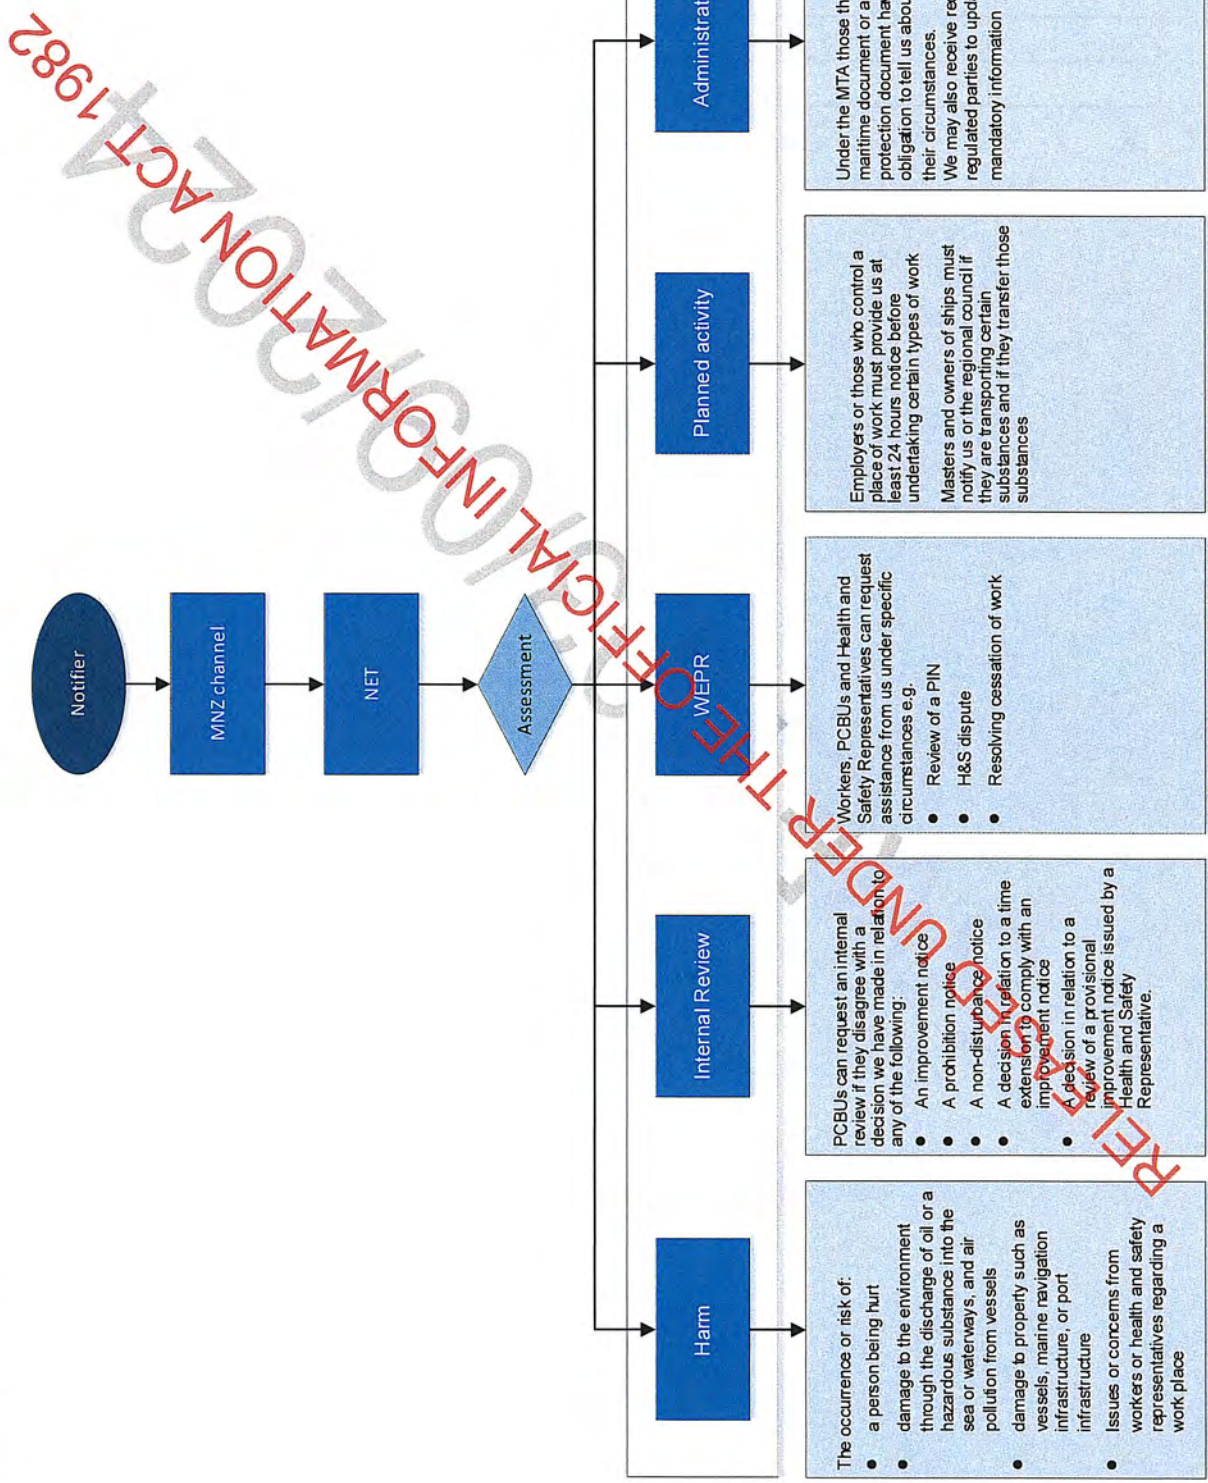 Notifier
MNZ channel
NET
Assessment
Harm
Internal Review
WEPR
Planned activity
Administrat
The occurrence or risk of:
● a person being hurt
● damage to the environment
through the discharge of oil or a
hazardous substance into the
sea or waterways, and air
pollution from vessels
● damage to property such as
vessels, marine navigation
infrastructure, or port
infrastructure
● Issues or concerns from
workers or health and safety
representatives regarding a
work place
PCBUs can request an internal
review if they disagree with a
decision we have made in relation to
any of the following:
● An improvement notice
● A prohibition notice
● A non-disturbance notice
● A decision in relation to a time
extension to comply with an
improvement notice
● A decision in relation to a
review of a provisional
improvement notice issued by a
Health and Safety
Representative.
Workers, PCBUs and Health and
Safety Representatives can request
assistance from us under specific
circumstances e.g.
● Review of a PIN
● H&S dispute
● Resolving cessation of work
Employers or those who control a
place of work must provide us at
least 24 hours notice before
undertaking certain types of work
Masters and owners of ships must
notify us or the regional council if
they are transporting certain
substances and if they transfer those
substances
Under the MTA those th
maritime document or a
protection document ha
obligation to tell us abou
their circumstances.
We may also receive re
regulated parties to upd
mandatory information
RELEASED UNDER THE OFFICIAL INFORMATION ACT 1982